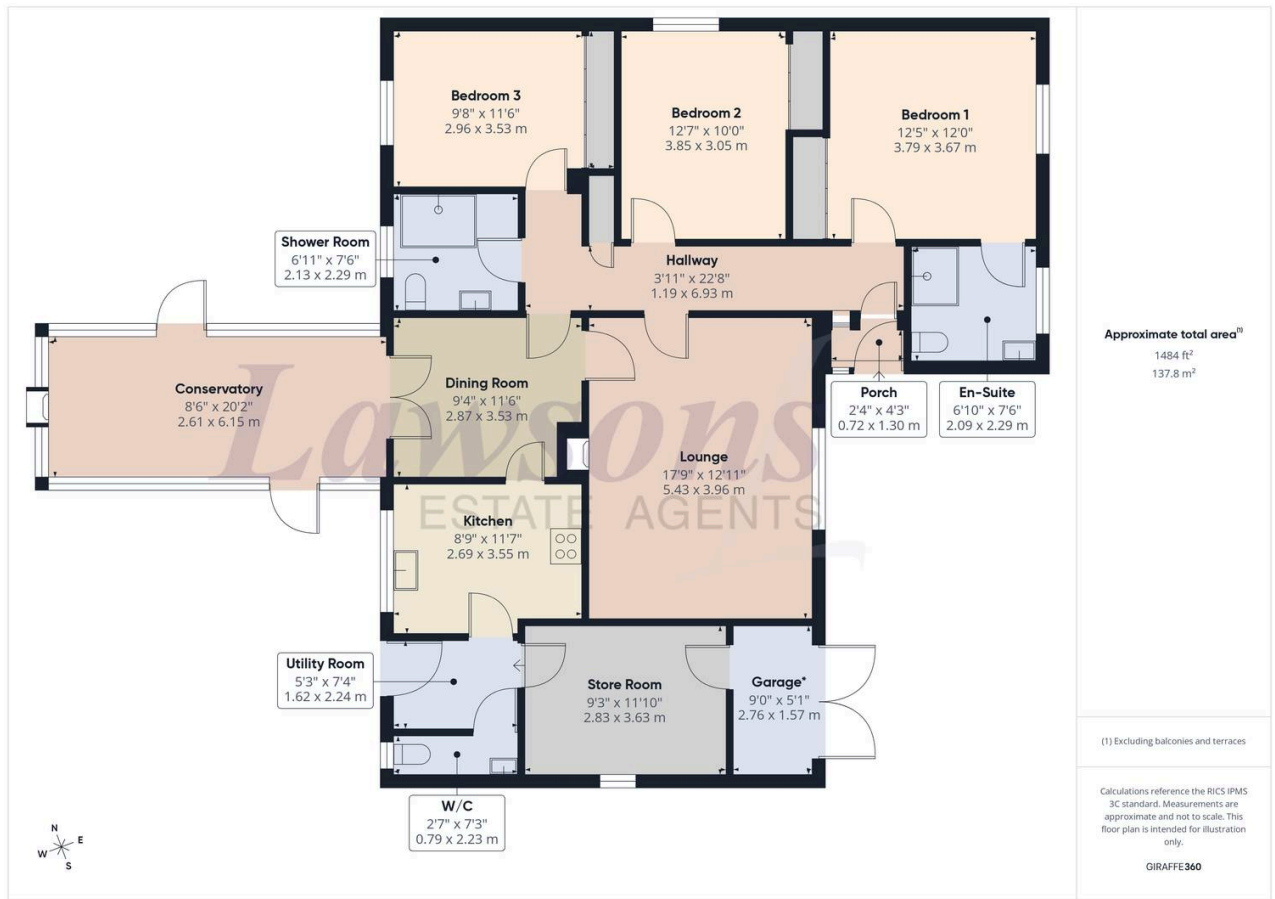 Bedroom 3
9'8" x 11'6"
2.96 x 3.53 m
Bedroom 2
12'7" x 10'0"
3.85 x 3.05 m
Bedroom 1
12'5" x 12'0"
3.79 x 3.67 m
Shower Room
6'11" x 7'6"
2.13 x 2.29 m
Hallway
3'11" x 22'8"
1.19 x 6.93 m
Conservatory
8'6" x 20'2"
2.61 x 6.15 m
Dining Room
9'4" x 11'6"
2.87 x 3.53 m
Porch
2'4" x 4'3"
0.72 x 1.30 m
En-Suite
6'10" x 7'6"
2.09 x 2.29 m
Lounge
17'9" x 12'11"
5.43 x 3.96 m
Lawsons
ESTATE AGENTS
Kitchen
8'9" x 11'7"
2.69 x 3.55 m
Utility Room
5'3" x 7'4"
1.62 x 2.24 m
Store Room
9'3" x 11'10"
2.83 x 3.63 m
Garage*
9'0" x 5'1"
2.76 x 1.57 m
W/C
2'7" x 7'3"
0.79 x 2.23 m
N
E
W
S
Approximate total area(1)
1484 ft²
137.8 m²
(1) Excluding balconies and terraces
Calculations reference the RICS IPMS
3C standard. Measurements are
approximate and not to scale. This
floor plan is intended for illustration
only.
GIRAFFE360